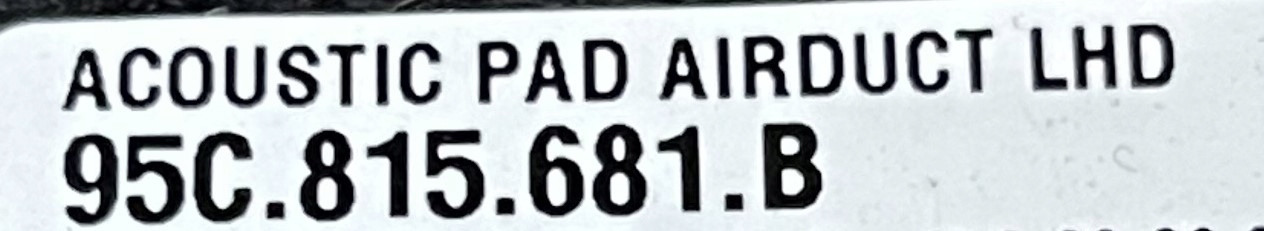 ACOUSTIC PAD AIRDUCT LHD
95C.815.681.B